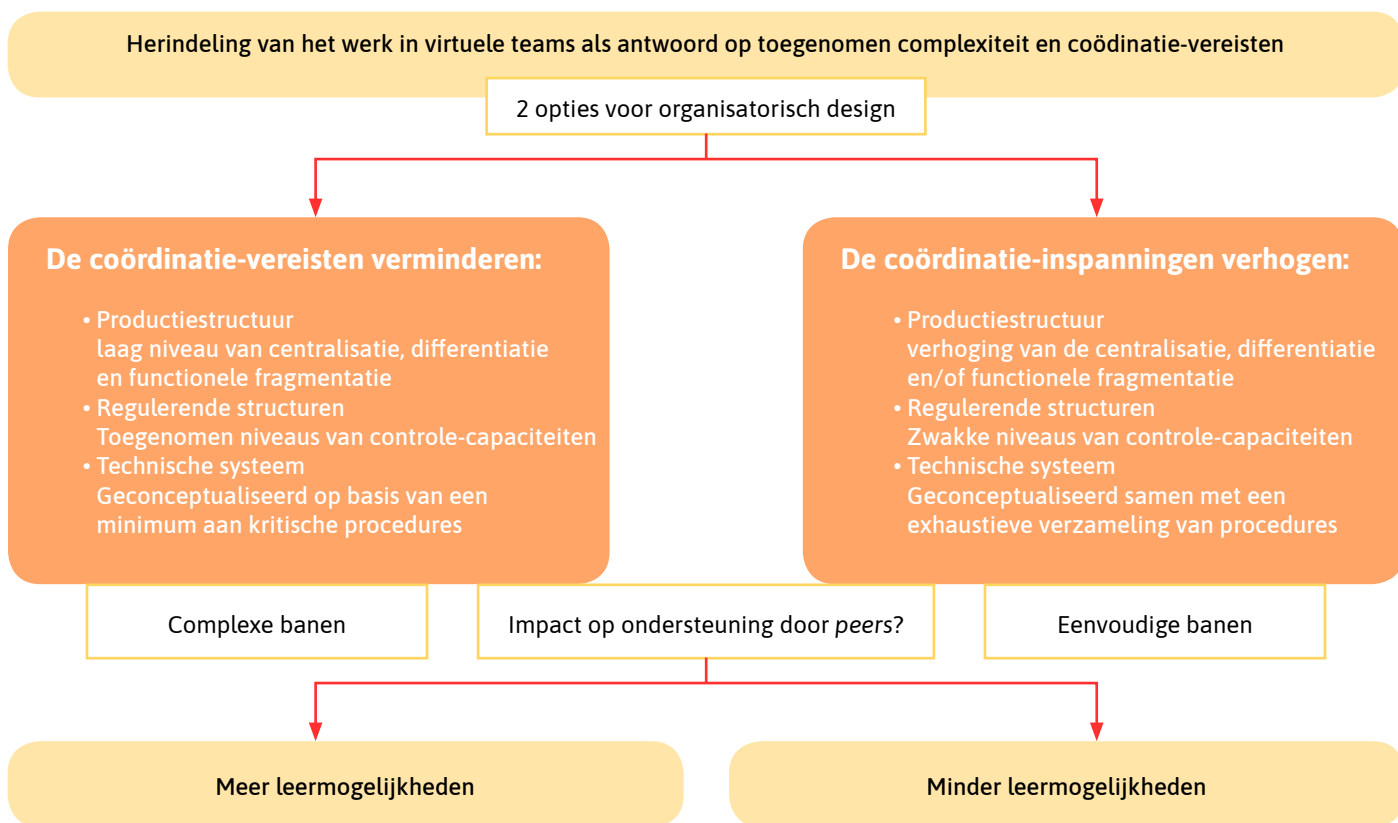 Herindeling van het werk in virtuele teams als antwoord op toegenomen complexiteit en coödinatie-vereisten
2 opties voor organisatorisch design
De coördinatie-vereisten verminderen:
• Productiestructuur
laag niveau van centralisatie, differentiatie
en functionele fragmentatie
• Regulerende structuren
Toegenomen niveaus van controle-capaciteiten
• Technische systeem
Geconceptualiseerd op basis van een
minimum aan kritische procedures
De coördinatie-inspanningen verhogen:
• Productiestructuur
verhoging van de centralisatie, differentiatie
en/of functionele fragmentatie
• Regulerende structuren
Zwakke niveaus van controle-capaciteiten
• Technische systeem
Geconceptualiseerd samen met een
exhaustieve verzameling van procedures
Complexe banen
Impact op ondersteuning door peers?
Eenvoudige banen
Meer leermogelijkheden
Minder leermogelijkheden